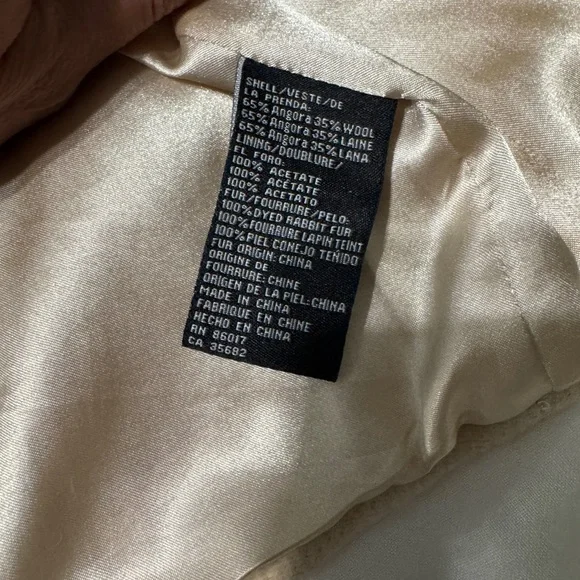 SHELL/VESTE/DE
LA PRENDA:
65% Angora 35% WOOL
65% Angora 35% LAINE
65% Angora 35% LANA
LINING/DOUBLURE/
EL FORO:
100% ACETATE
100% ACÉTATE
100% ACETATO
FUR/FOURRURE/PELO:
100% DYED RABBIT FUR
100% FOURRURE LAPIN TEINT
100% PIEL CONEJO TEÑIDO
FUR ORIGIN: CHINA
ORIGINE DE
FOURRURE: CHINE
ORIGEN DE LA PIEL: CHINA
MADE IN CHINA
FABRIQUE EN CHINE
HECHO EN CHINA
RN 86017
CA 35682